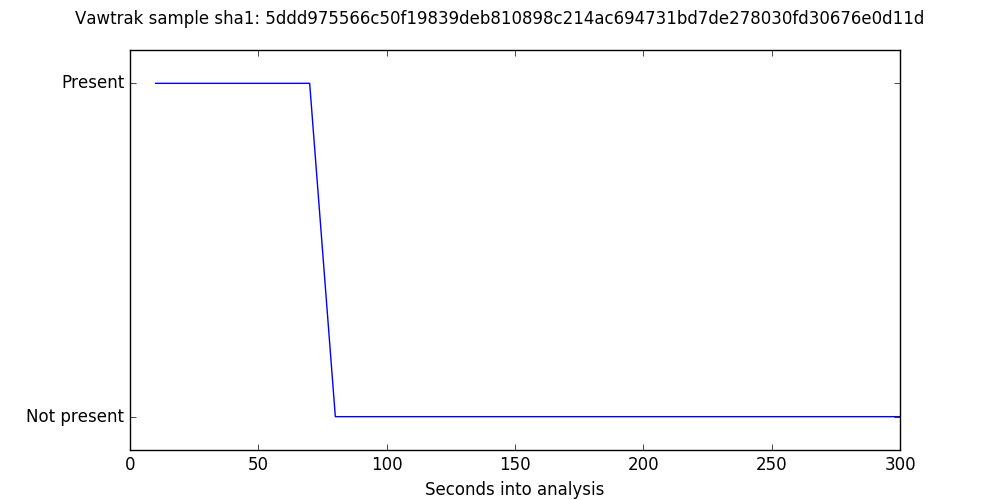 Vawtrak sample sha1: 5ddd975566c50f19839deb810898c214ac694731bd7de278030fd30676e0d11d
Present
Not present
0 50 100 150 200 250 300
Seconds into analysis